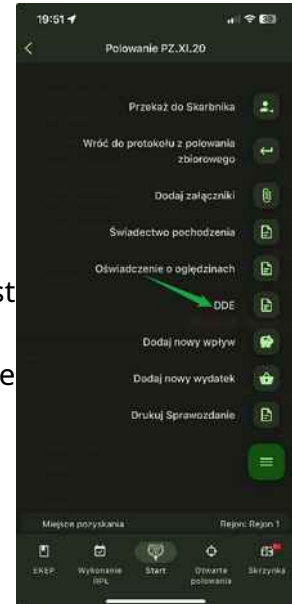 19:51
Polowanie PZ.XI.20
Przekaż do Skarbnika
Wróć do protokołu z polowania
zbiorowego
Dodaj załączniki
Świadectwo pochodzenia
Oświadczenie o oględzinach
st
DDE
Dodaj nowy wpływ
e
Dodaj nowy wydatek
Drukuj Sprawozdanie
Miejsce pozyskania
Rejon: Rejon 1
EKEP
Wykonanie
RPL
Start
Otwarte
polowania
Skrzynka